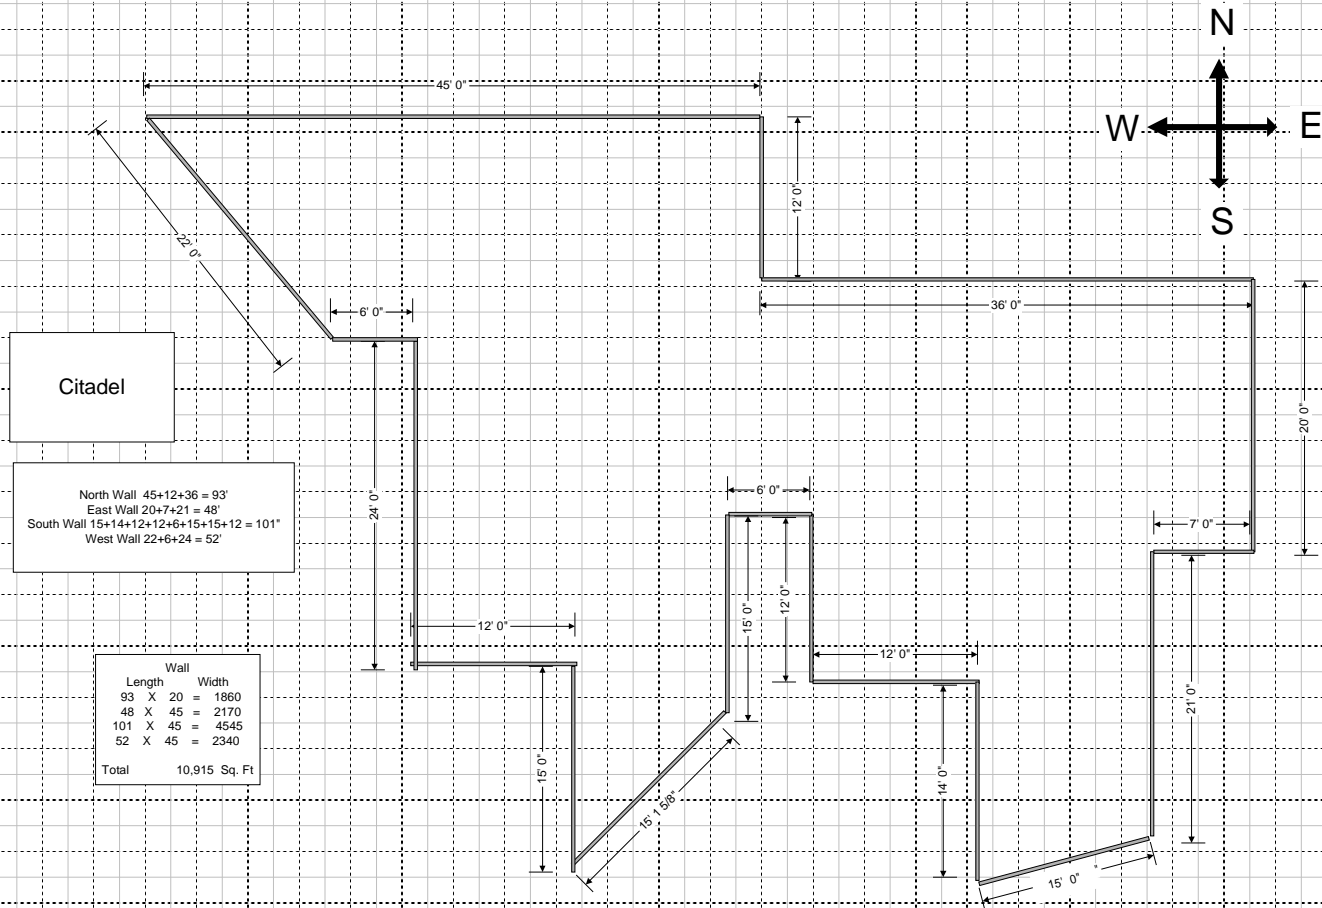 N
45' 0"
W E
12' 0"
S
22' 0"
36' 0"
6' 0"
Citadel
20' 0"
North Wall 45+12+36 = 93'
East Wall 20+7+21 = 48'
South Wall 15+14+12+12+6+15+15+12 = 101"
West Wall 22+6+24 = 52'
24' 0"
6' 0"
7' 0"
15' 0"
12' 0"
12' 0"
12' 0"
21' 0"
Wall
Length Width
93 X 20 = 1860
48 X 45 = 2170
101 X 45 = 4545
52 X 45 = 2340
Total 10,915 Sq. Ft
15' 0"
14' 0"
15' 1 5/8"
15' 0"